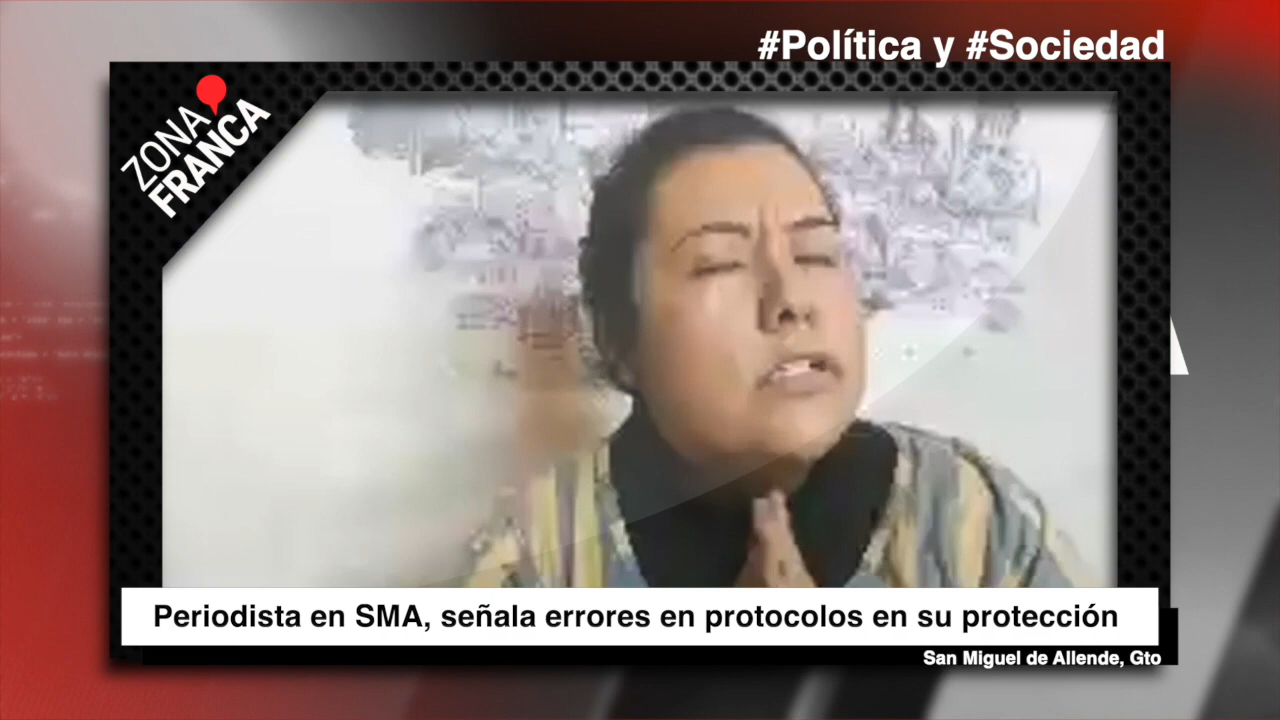 #Política y #Sociedad
ZONA
FRANCA
Periodista en SMA, señala errores en protocolos en su protección
San Miguel de Allende, Gto